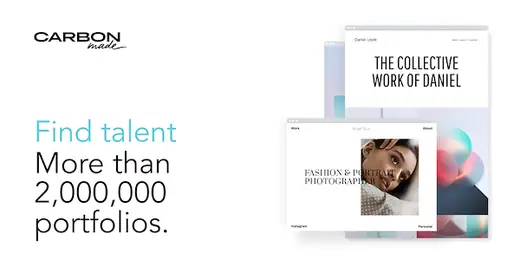 CARBON
made
Find talent
More than
2,000,000
portfolios.
THE COLLECTIVE
WORK OF DANIEL
Work
About
FASHION & PORTRAIT
PHOTOGRAPHER
Instagram
Personal